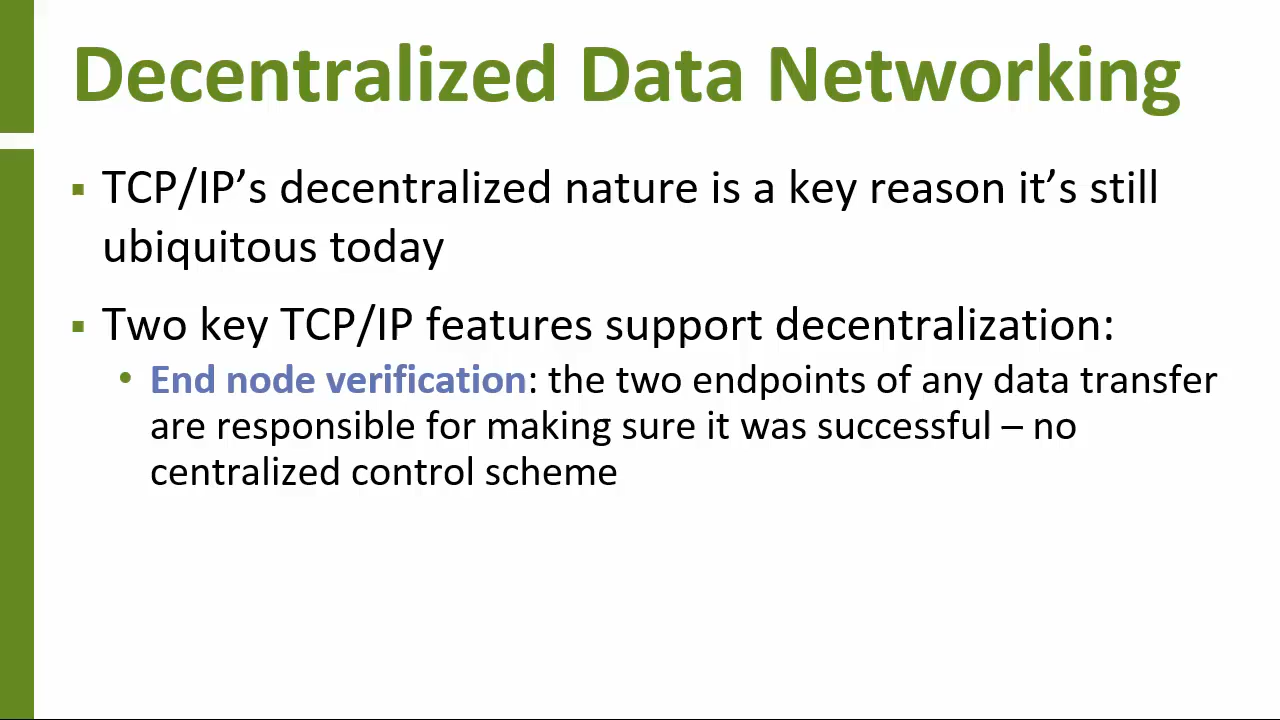 Decentralized Data Networking
▪ TCP/IP’s decentralized nature is a key reason it’s still
ubiquitous today
▪ Two key TCP/IP features support decentralization:
• End node verification: the two endpoints of any data transfer
are responsible for making sure it was successful – no
centralized control scheme